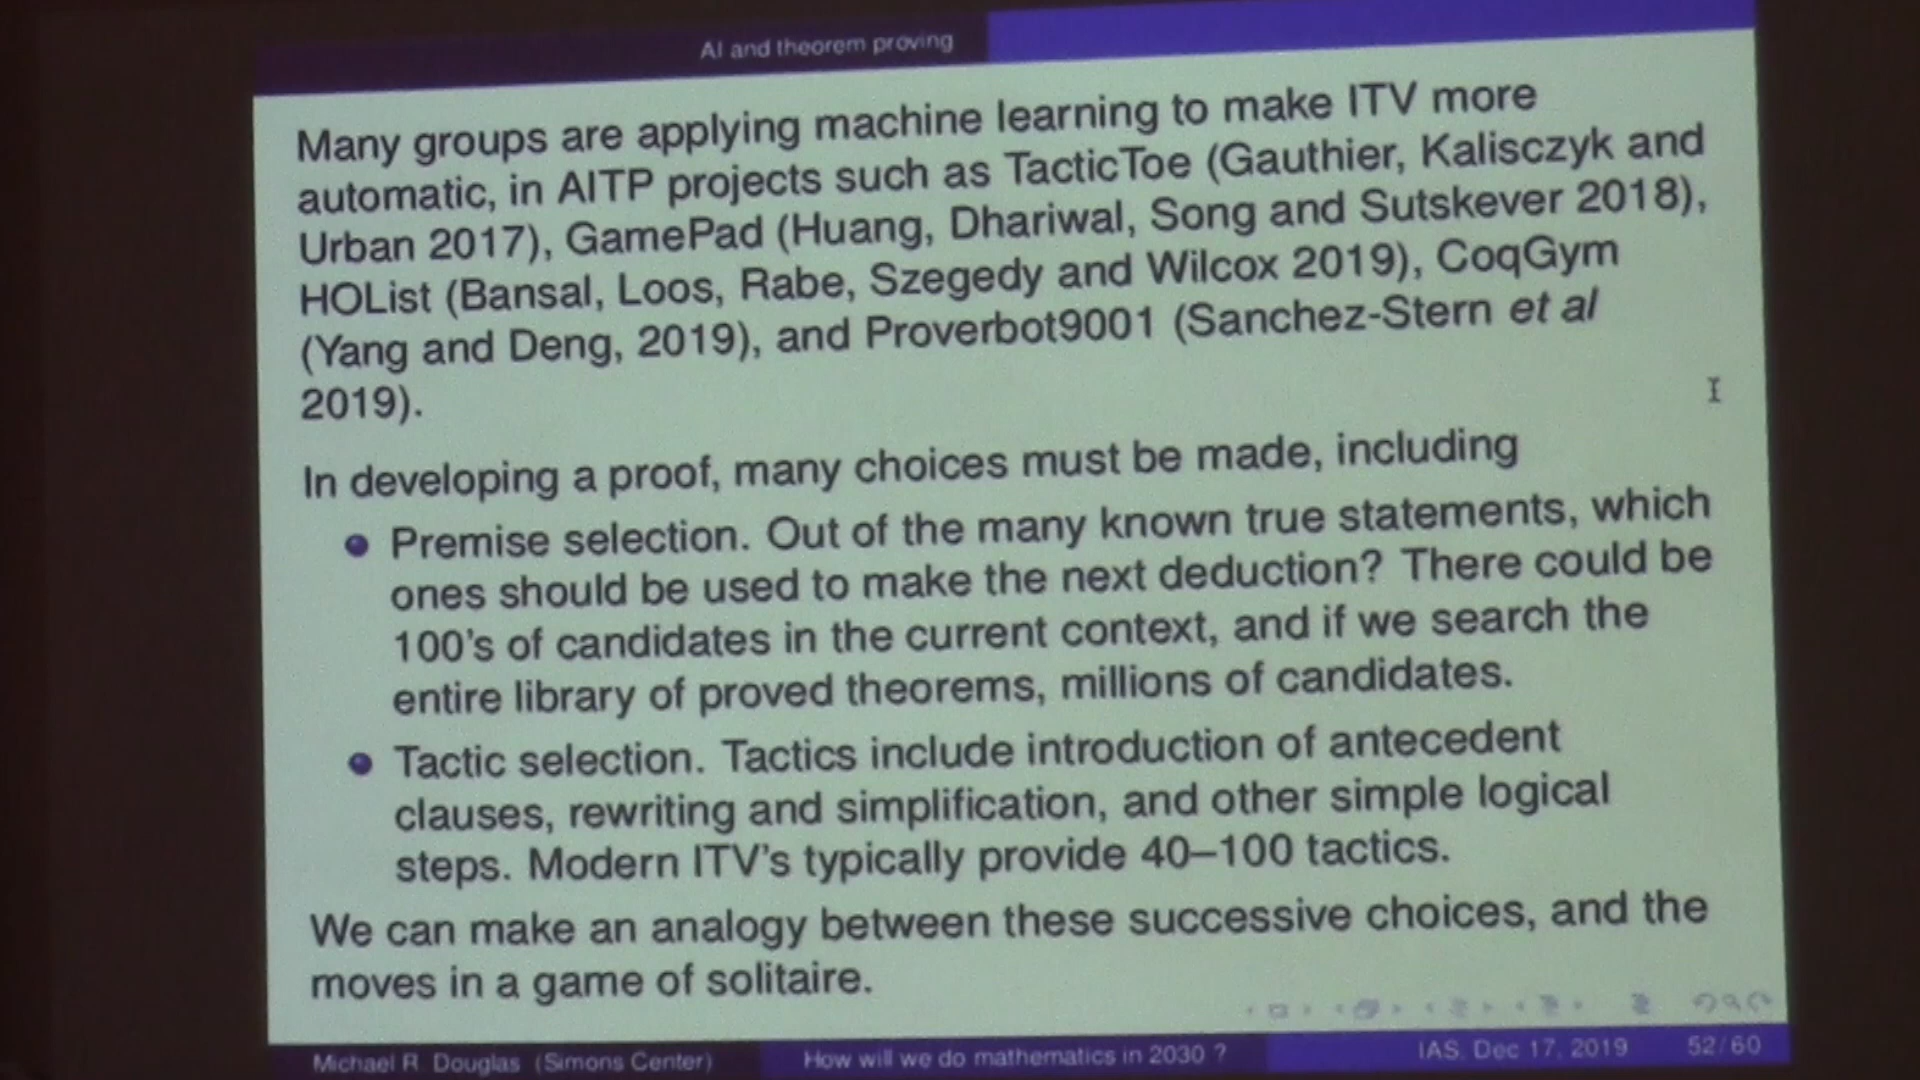 AI and theorem proving
Many groups are applying machine learning to make ITV more
automatic, in AITP projects such as TacticToe (Gauthier, Kalisczyk and
Urban 2017), GamePad (Huang, Dhariwal, Song and Sutskever 2018),
HOList (Bansal, Loos, Rabe, Szegedy and Wilcox 2019), CoqGym
(Yang and Deng, 2019), and Proverbot9001 (Sanchez-Stern et al
2019).
In developing a proof, many choices must be made, including
Premise selection. Out of the many known true statements, which
ones should be used to make the next deduction? There could be
100's of candidates in the current context, and if we search the
entire library of proved theorems, millions of candidates.
Tactic selection. Tactics include introduction of antecedent
clauses, rewriting and simplification, and other simple logical
steps. Modern ITV's typically provide 40–100 tactics.
We can make an analogy between these successive choices, and the
moves in a game of solitaire.
Michael R. Douglas (Simons Center) How will we do mathematics in 2030 ? IAS, Dec 17, 2019 52/60